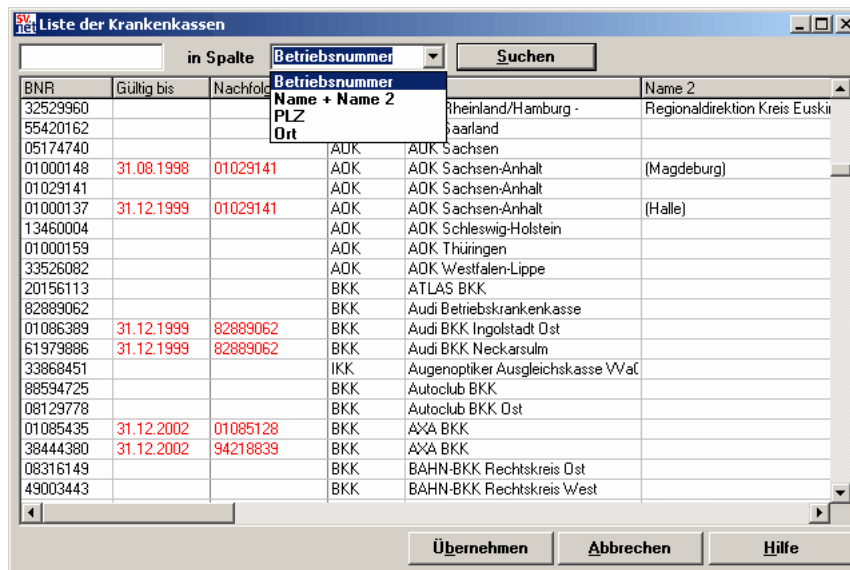 sv.net Liste der Krankenkassen
in Spalte Betriebsnummer Suchen
Betriebsnummer
Name + Name 2
PLZ
Ort
BNR Gültig bis Name 2
32529960 Rheinland/Hamburg - Regionaldirektion Kreis
55420162 Saarland
05174740 AOK AOK Sachsen
01000148 31.08.1998 01029141 AOK AOK Sachsen-Anhalt (Magdeburg)
01029141 AOK AOK Sachsen-Anhalt
01000137 31.12.1999 01029141 AOK AOK Sachsen-Anhalt (Halle)
13460004 AOK AOK Schleswig-Holstein
01000159 AOK AOK Thüringen
33526082 AOK AOK Westfalen-Lippe
20156113 BKK ATLAS BKK
82889062 BKK Audi Betriebskrankenkasse
01086389 31.12.1999 82889062 BKK Audi BKK Ingolstadt Ost
61979886 31.12.1999 82889062 BKK Audi BKK Neckarsulm
33868451 IKK Augenoptiker Ausgleichskasse
88594725 BKK Autoclub BKK
08129778 BKK Autoclub BKK Ost
01085435 31.12.2002 01085128 BKK AXA BKK
38444380 31.12.2002 94218839 BKK AXA BKK
08316149 BKK BAHN-BKK Rechtskreis Ost
49003443 BKK BAHN-BKK Rechtskreis West
Übernehmen Abbrechen Hilfe